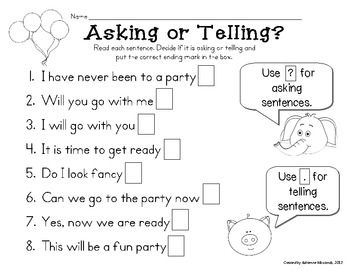 Name
Asking or Telling?
Read each sentence. Decide if it is asking or telling and
put the correct ending mark in the box.
1. I have never been to a party
2. Will you go with me
3. I will go with you
4. It is time to get ready
5. Do I look fancy
6. Can we go to the party now
7. Yes, now we are ready
8. This will be a fun party
Use ? for
asking
sentences.
Use . for
telling
sentences.
Created by Adrienne
2012